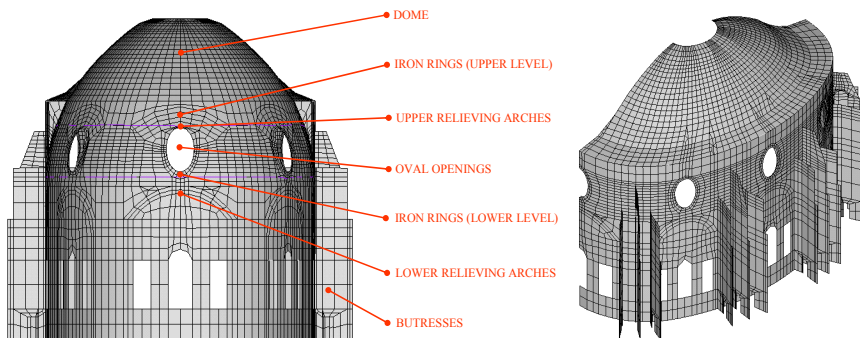 DOME
IRON RINGS (UPPER LEVEL)
UPPER RELIEVING ARCHES
OVAL OPENINGS
IRON RINGS (LOWER LEVEL)
LOWER RELIEVING ARCHES
BUTRESSES